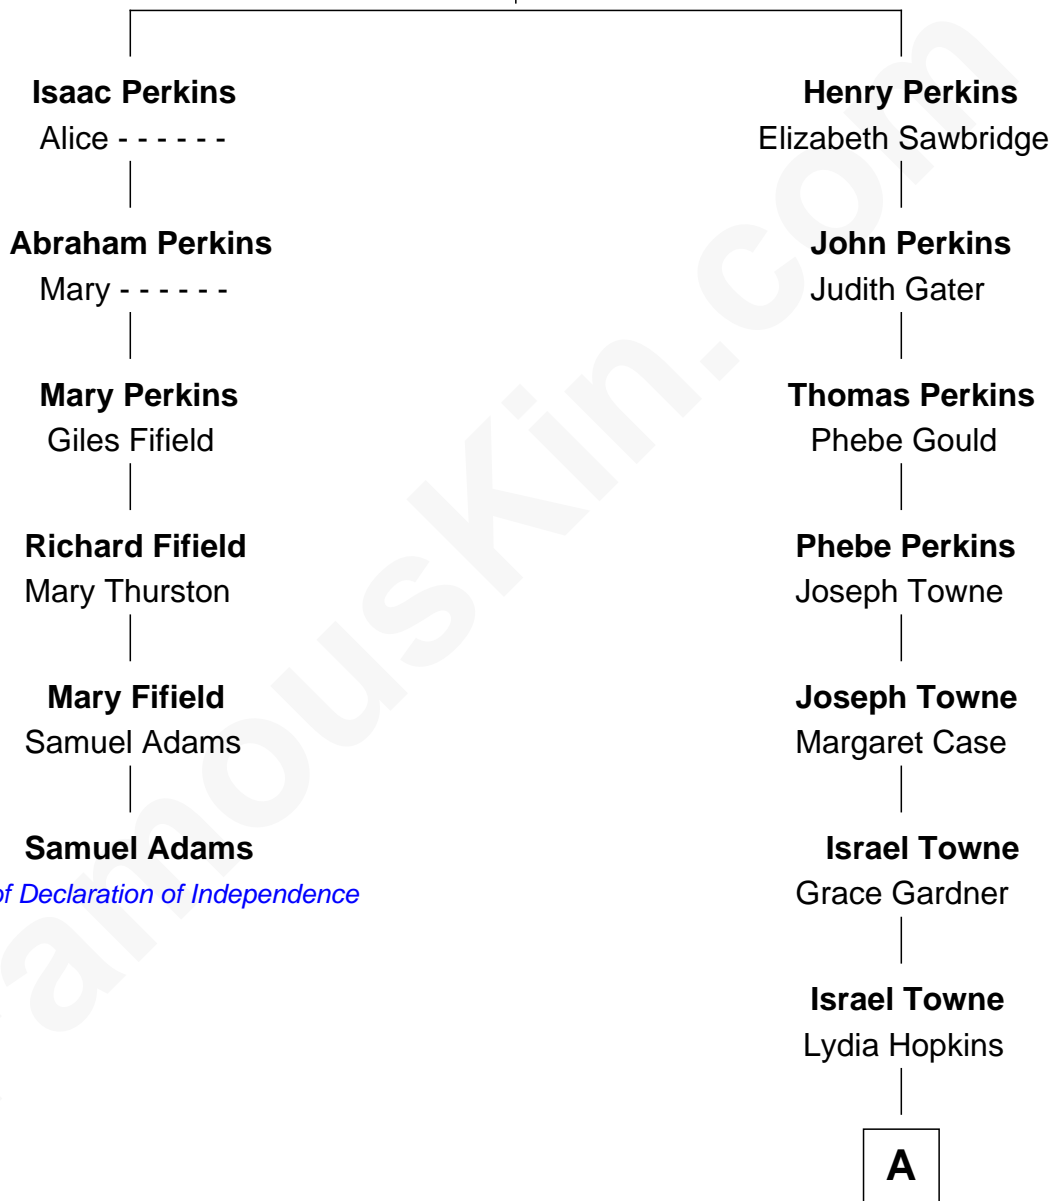 Isaac Perkins
Alice - - - - - -
Abraham Perkins
Mary - - - - - -
Mary Perkins
Giles Fifield
Richard Fifield
Mary Thurston
Mary Fifield
Samuel Adams
Samuel Adams
of Declaration of Independence
Henry Perkins
Elizabeth Sawbridge
John Perkins
Judith Gater
Thomas Perkins
Phebe Gould
Phebe Perkins
Joseph Towne
Joseph Towne
Margaret Case
Israel Towne
Grace Gardner
Israel Towne
Lydia Hopkins
A
amousKin.com